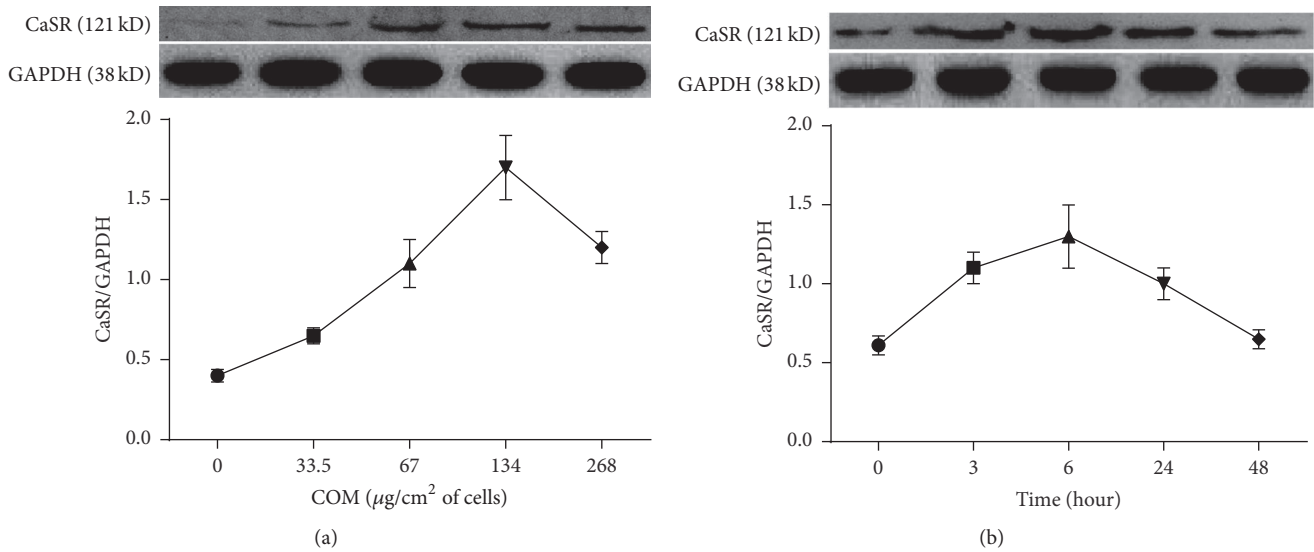 CaSR (121 kD)
GAPDH (38 kD)
2.0
1.5
1.0
0.5
0.0
CaSR/GAPDH
0 33.5 67 134 268
COM (μg/cm² of cells)
(a)
CaSR (121 kD)
GAPDH (38 kD)
2.0
1.5
1.0
0.5
0.0
CaSR/GAPDH
0 3 6 24 48
Time (hour)
(b)